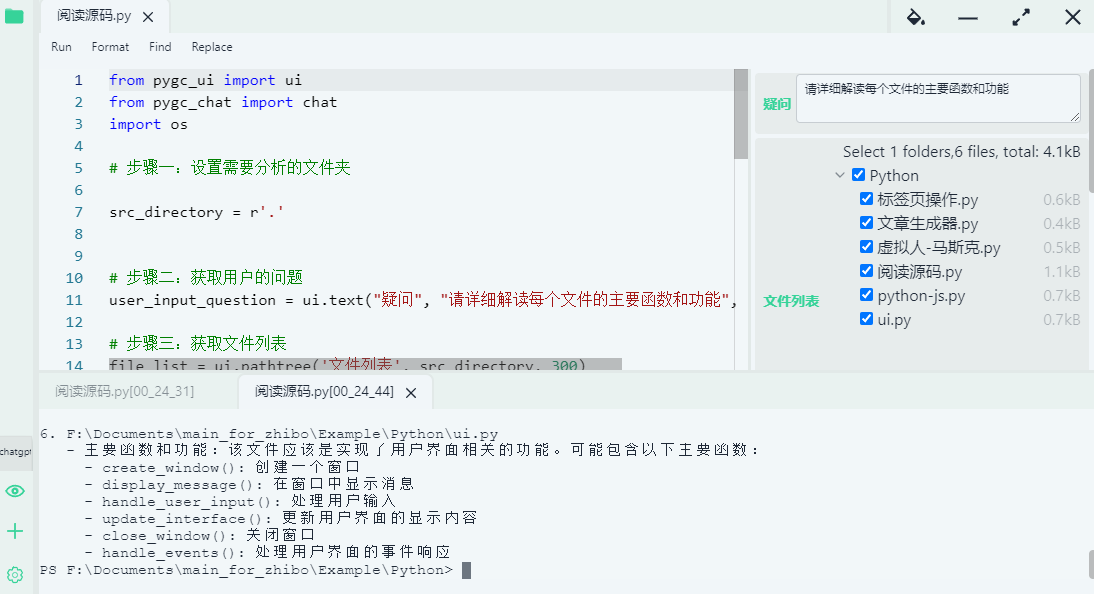 阅读源码.py
Run Format Find Replace
1 from pygc_ui import ui
2 from pygc_chat import chat
3 import os
4
5 # 步骤一：设置需要分析的文件夹
6
7 src_directory = r'.'
8
9
10 # 步骤二：获取用户的问题
11 user_input_question = ui.text("疑问", "请详细解读每个文件的主要函数和功能",
12
13 # 步骤三：获取文件列表
14 file_list = ui.pathtree('文件列表', src_directory, 300)
疑问
请详细解读每个文件的主要函数和功能
Select 1 folders,6 files, total: 4.1kB
Python
标签页操作.py 0.6kB
文章生成器.py 0.4kB
虚拟人-马斯克.py 0.5kB
阅读源码.py 1.1kB
文件列表
python-js.py 0.7kB
ui.py 0.7kB
阅读源码.py[00_24_31]
阅读源码.py[00_24_44]
6. F:\Documents\main_for_zhibo\Example\Python\ui.py
- 主要函数和功能：该文件应该是实现了用户界面相关的功能。可能包含以下主要函数：
- create_window(): 创建一个窗口
- display_message(): 在窗口中显示消息
- handle_user_input(): 处理用户输入
- update_interface(): 更新用户界面的显示内容
- close_window(): 关闭窗口
- handle_events(): 处理用户界面的事件响应
PS F:\Documents\main_for_zhibo\Example\Python>
chatgpt